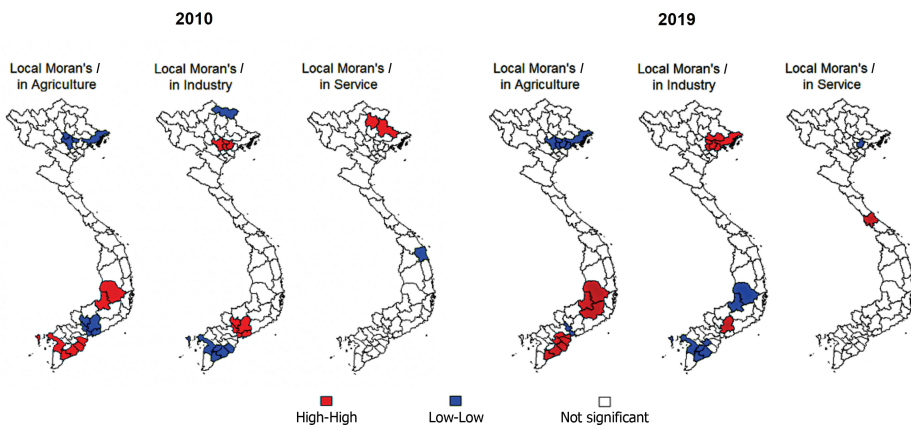 2010
2019
Local Moran's I
in Agriculture
Local Moran's I
in Industry
Local Moran's I
in Service
Local Moran's I
in Agriculture
Local Moran's I
in Industry
Local Moran's I
in Service
High-High
Low-Low
Not significant